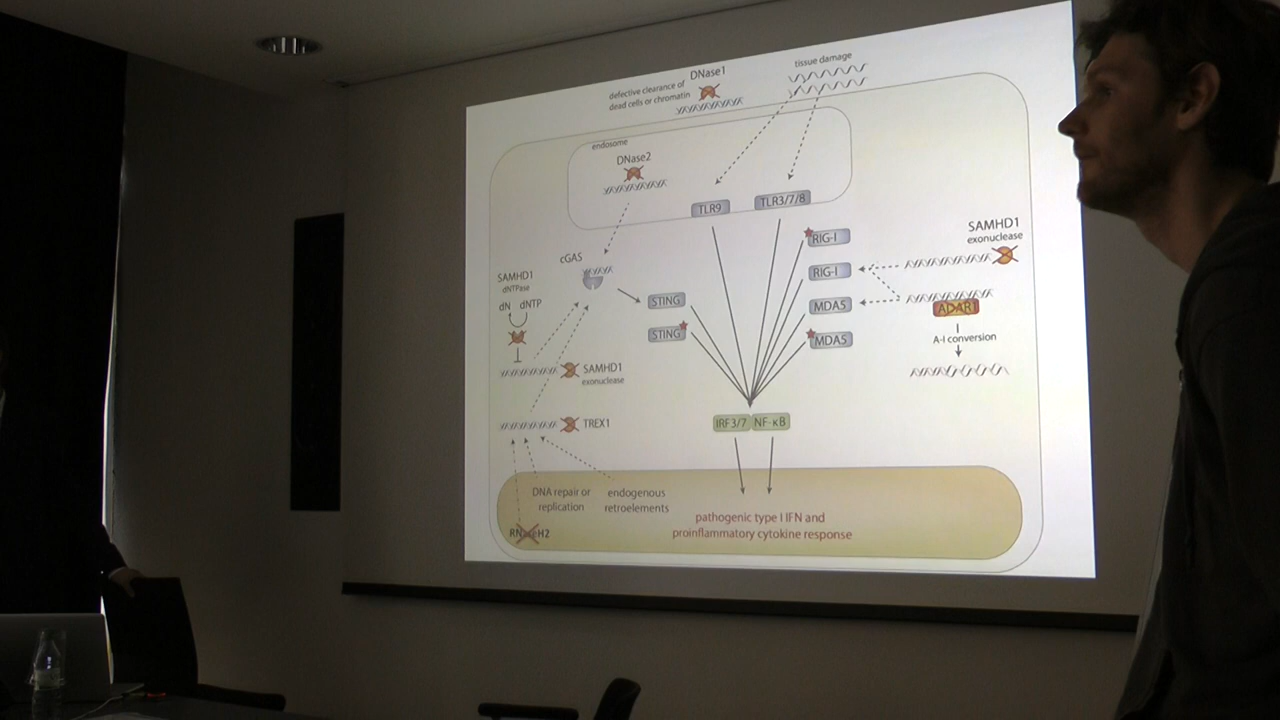 DNase1
defective clearance of
dead cells or chromatin
tissue damage
endosome
DNase2
TLR9
TLR3/7/8
RIG-I
SAMHD1
exonuclease
cGAS
RIG-I
SAMHD1
dNTPase
dN dNTP
STING
MDA5
ADAR1
STING
MDA5
A-I conversion
SAMHD1
exonuclease
TREX1
IRF3/7 NF-κB
DNA repair or
replication
endogenous
retroelements
RNaseH2
pathogenic type I IFN and
proinflammatory cytokine response